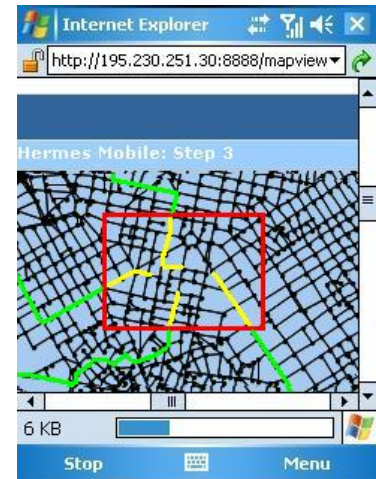 Internet Explorer
http://195.230.251.30:8888/mapview
Hermes Mobile: Step 3
6 KB
Stop Menu